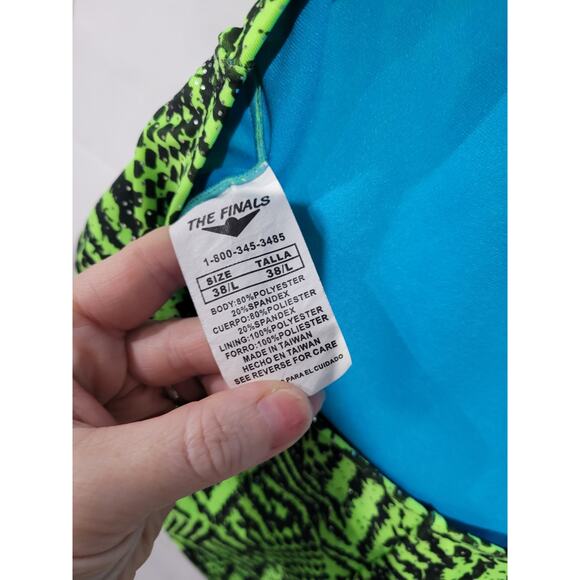 THE FINALS
1-800-345-3485
SIZE TALLA
38/L 38/L
BODY:80%POLYESTER
20%SPANDEX
CUERPO:80%POLIESTER
20%SPANDEX
LINING:100%POLYESTER
FORRO:100%POLIESTER
MADE IN TAIWAN
HECHO EN TAIWAN
SEE REVERSE FOR CARE
PARA EL CUIDADO